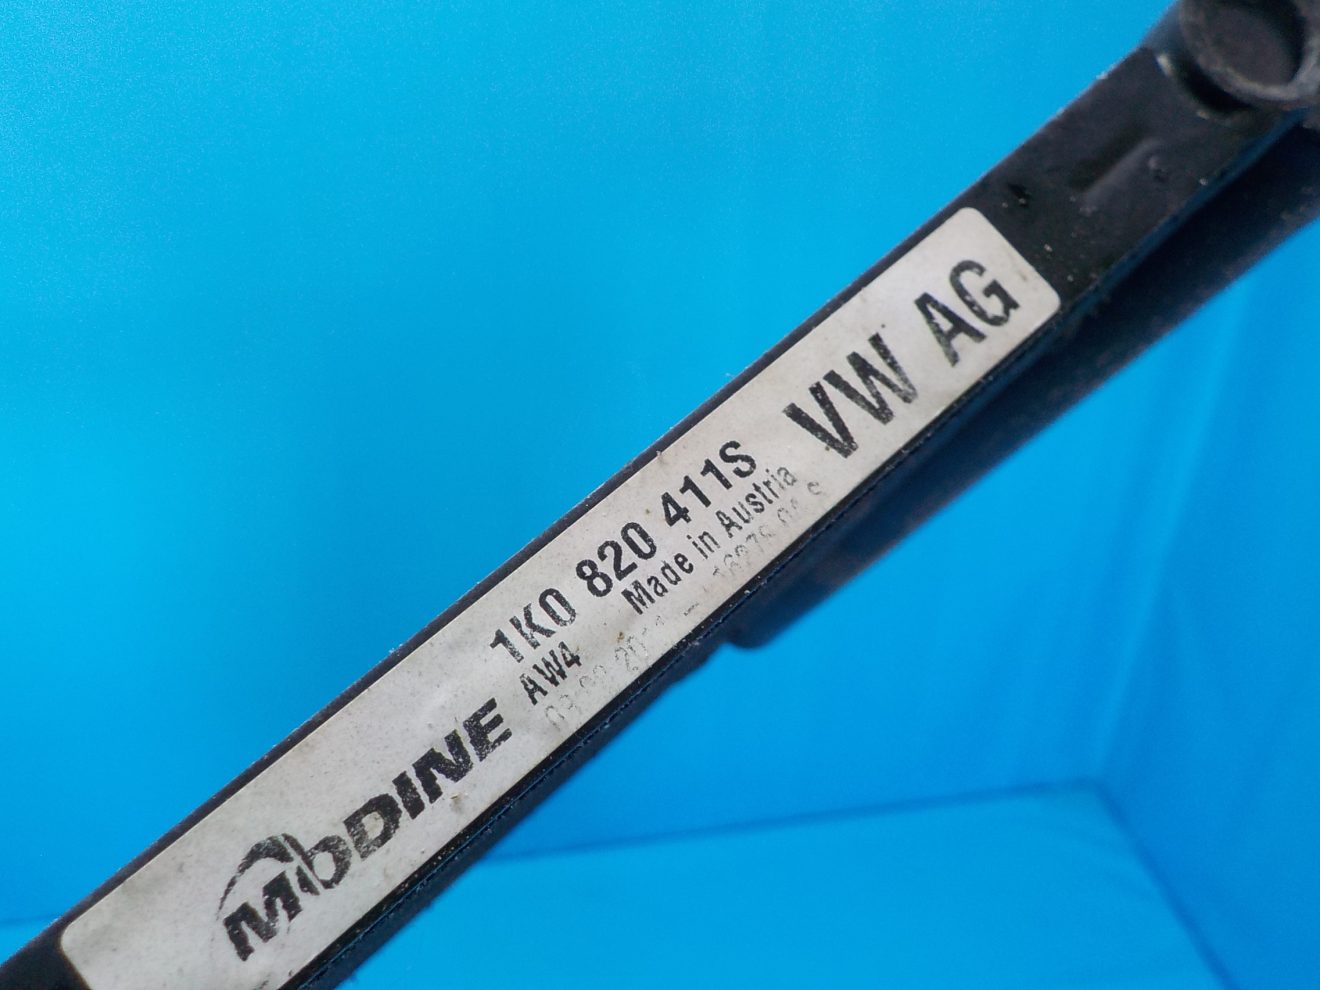 MODINE
1K0 820 411S
AW4
Made in Austria
VW AG